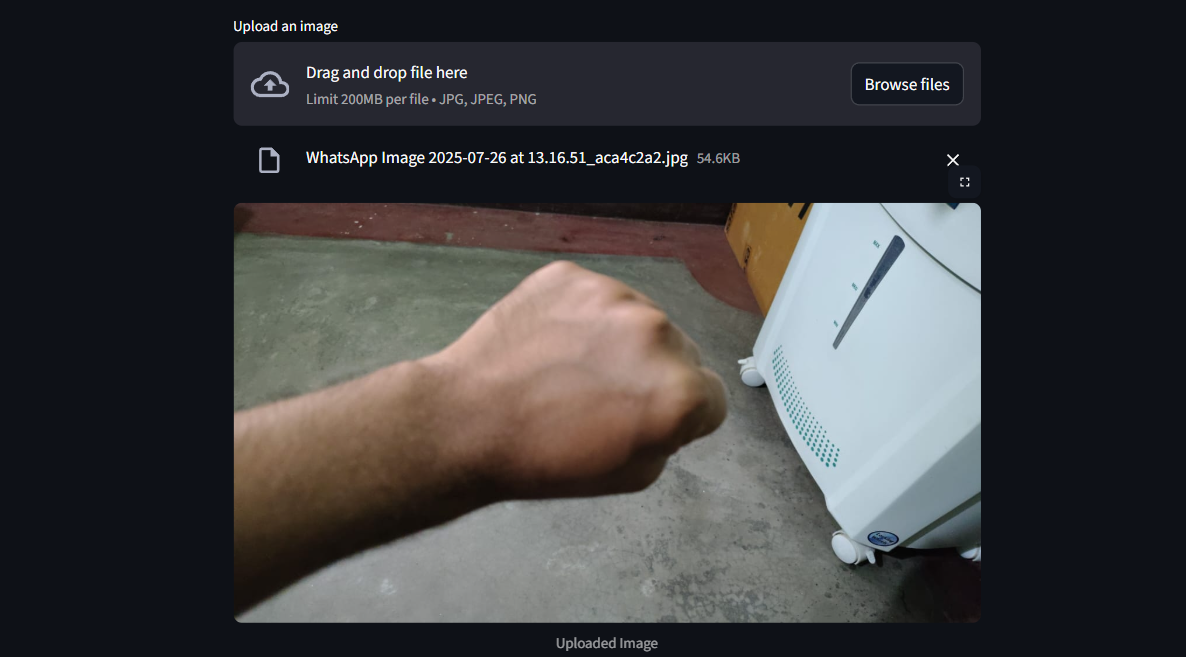 Upload an image
Drag and drop file here
Limit 200MB per file • JPG, JPEG, PNG
Browse files
WhatsApp Image 2025-07-26 at 13.16.51_aca4c2a2.jpg 54.6KB
Uploaded Image